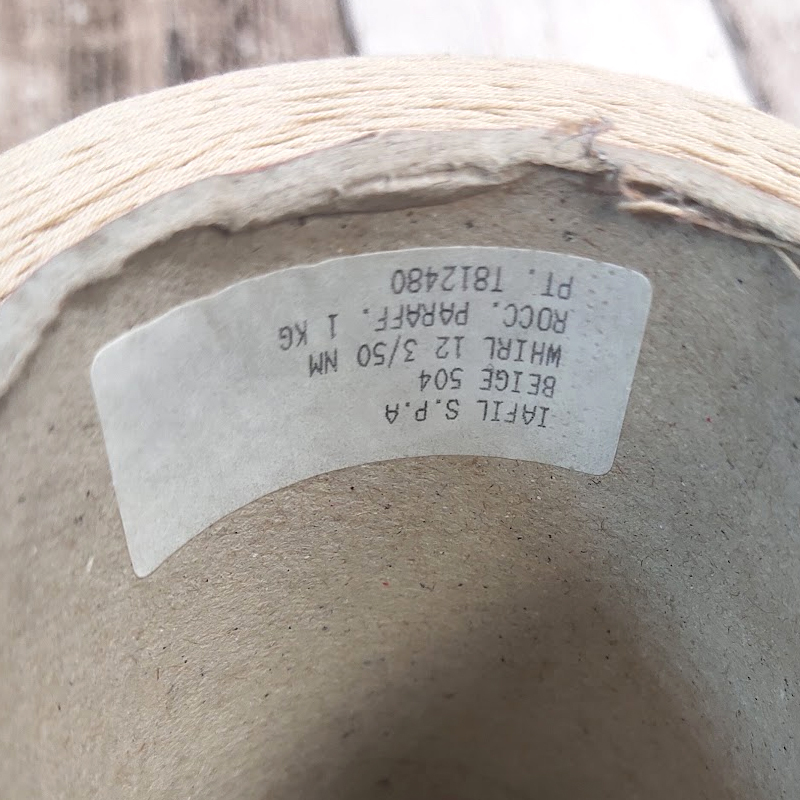 IAFIL S.P.A
BEIGE 504
WHIRL 12 3/50 NM
ROCC. PARAFF. 1 KG
PT. T812480